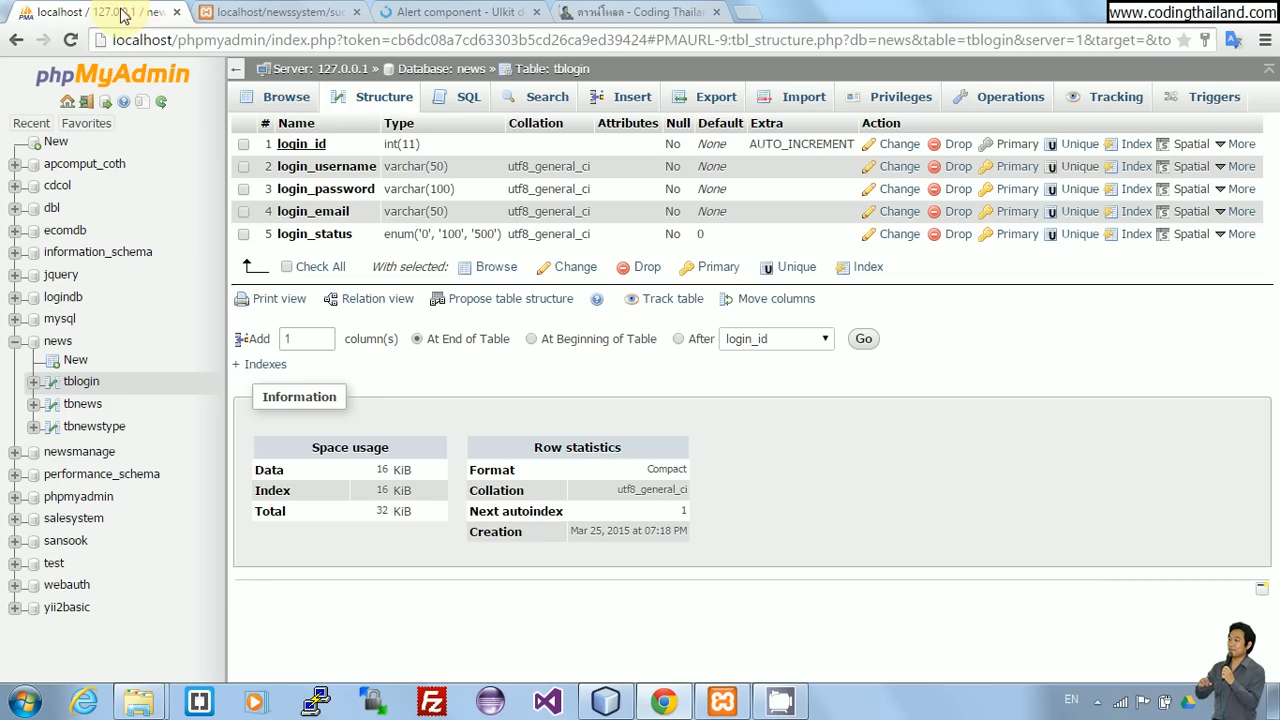 localhost / 127.0.0.1 / new
localhost/newssystem/suc
Alert component - UIkit d
ดาวน์โหลด - Coding Thailan
www.codingthailand.com
localhost/phpmyadmin/index.php?token=cb6dc08a7cd63303b5cd26ca9ed39424#PMAURL-9:tbl_structure.php?db=news&table=tblogin&server=1&target=&to
phpMyAdmin
Server: 127.0.0.1 » Database: news » Table: tblogin
Browse Structure SQL Search Insert Export Import Privileges Operations Tracking Triggers
Recent Favorites
New
apcomput_coth
cdcol
dbl
ecomdb
information_schema
jquery
logindb
mysql
news
New
tblogin
tbnews
tbnewstype
newsmanage
performance_schema
phpmyadmin
salesystem
sansook
test
webauth
yii2basic
# Name Type Collation Attributes Null Default Extra Action
1 login_id int(11) No None AUTO_INCREMENT Change Drop Primary Unique Index Spatial More
2 login_username varchar(50) utf8_general_ci No None Change Drop Primary Unique Index Spatial More
3 login_password varchar(100) utf8_general_ci No None Change Drop Primary Unique Index Spatial More
4 login_email varchar(50) utf8_general_ci No None Change Drop Primary Unique Index Spatial More
5 login_status enum('0', '100', '500') utf8_general_ci No 0 Change Drop Primary Unique Index Spatial More
Check All With selected: Browse Change Drop Primary Unique Index
Print view Relation view Propose table structure Track table Move columns
Add 1 column(s) At End of Table At Beginning of Table After login_id Go
+ Indexes
Information
Space usage
Data 16 KiB
Index 16 KiB
Total 32 KiB
Row statistics
Format Compact
Collation utf8_general_ci
Next autoindex 1
Creation Mar 25, 2015 at 07:18 PM
EN